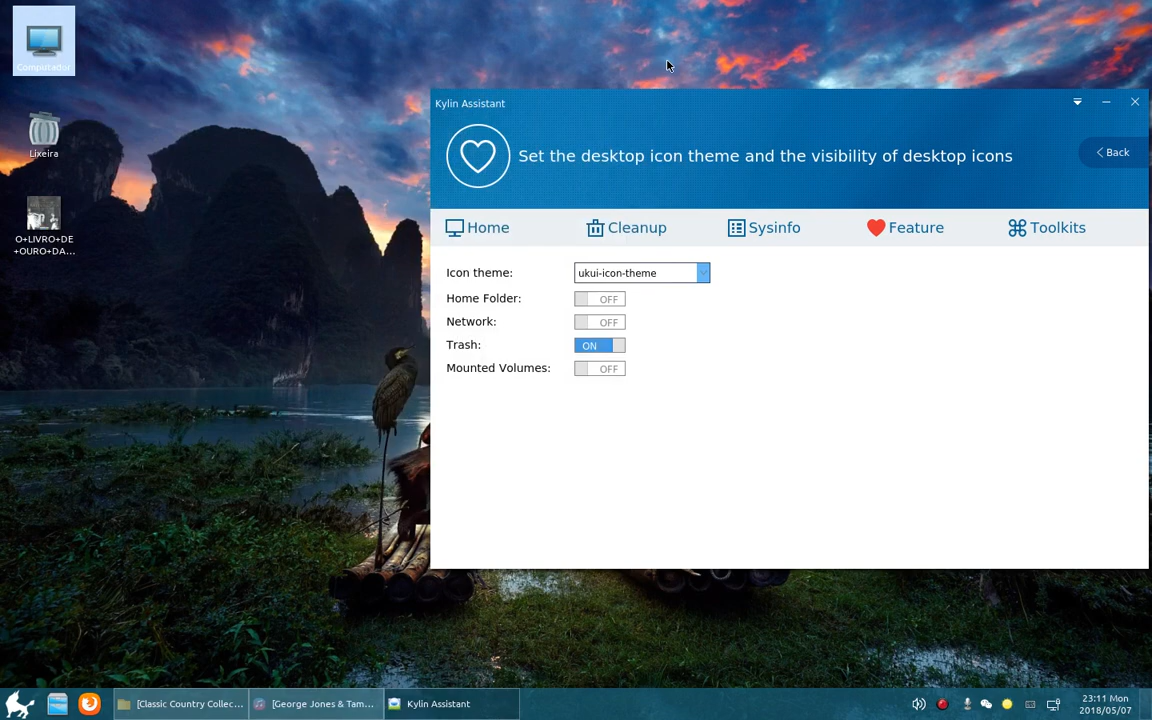 Computador
Lixeira
O+LIVRO+DE
+OURO+DA...
Kylin Assistant
Set the desktop icon theme and the visibility of desktop icons
Back
Home
Cleanup
Sysinfo
Feature
Toolkits
Icon theme:
ukui-icon-theme
Home Folder:
OFF
Network:
OFF
Trash:
ON
Mounted Volumes:
OFF
[Classic Country Collec...
[George Jones & Tam...
Kylin Assistant
23:11 Mon
2018/05/07